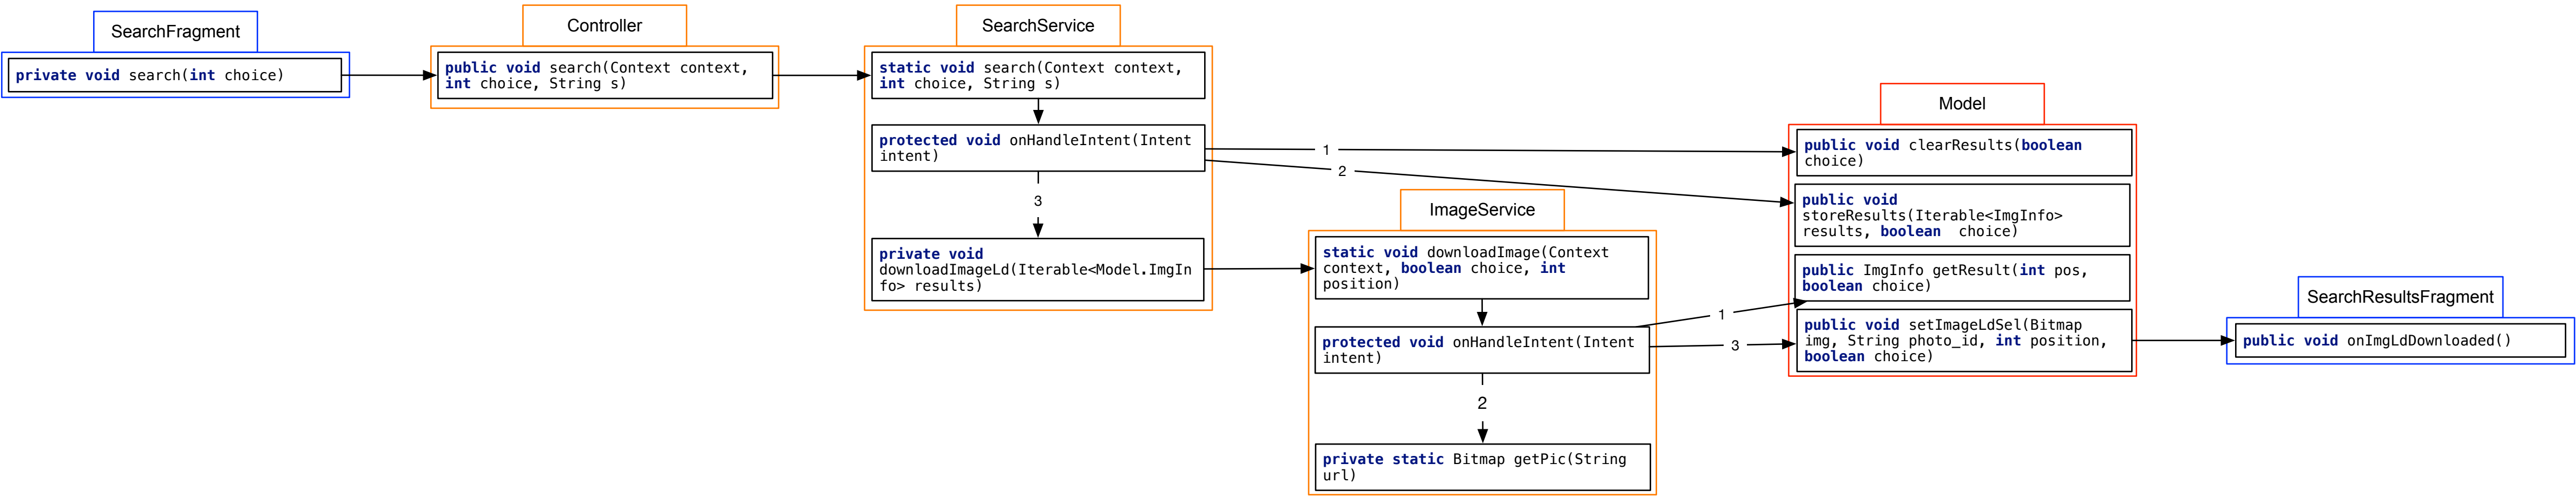 SearchFragment
private void search(int choice)
Controller
public void search(Context context,
int choice, String s)
SearchService
static void search(Context context,
int choice, String s)
protected void onHandleIntent(Intent
intent)
3
private void
downloadImageLd(Iterable<Model.ImgIn
fo> results)
1
2
ImageService
static void downloadImage(Context
context, boolean choice, int
position)
protected void onHandleIntent(Intent
intent)
2
private static Bitmap getPic(String
url)
1
3
Model
public void clearResults(boolean
choice)
public void
storeResults(Iterable<ImgInfo>
results, boolean  choice)
public ImgInfo getResult(int pos,
boolean choice)
public void setImageLdSel(Bitmap
img, String photo_id, int position,
boolean choice)
SearchResultsFragment
public void onImgLdDownloaded()